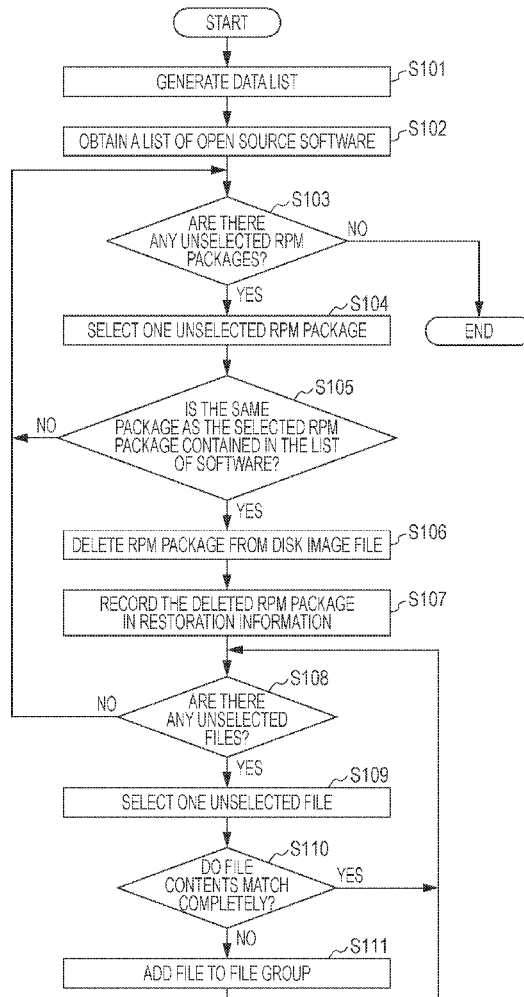 START
S101
GENERATE DATA LIST
S102
OBTAIN A LIST OF OPEN SOURCE SOFTWARE
S103
ARE THERE
ANY UNSELECTED RPM
PACKAGES?
NO
YES
S104
SELECT ONE UNSELECTED RPM PACKAGE
END
S105
IS THE SAME
PACKAGE AS THE SELECTED RPM
PACKAGE CONTAINED IN THE LIST
OF SOFTWARE?
NO
YES
S106
DELETE RPM PACKAGE FROM DISK IMAGE FILE
S107
RECORD THE DELETED RPM PACKAGE
IN RESTORATION INFORMATION
S108
ARE THERE
ANY UNSELECTED
FILES?
NO
YES
S109
SELECT ONE UNSELECTED FILE
S110
DO FILE
CONTENTS MATCH
COMPLETELY?
YES
NO
S111
ADD FILE TO FILE GROUP